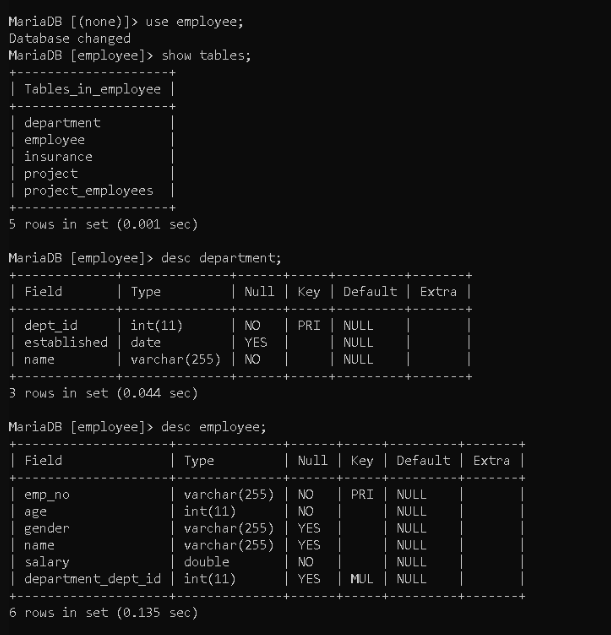 MariaDB [(none)]> use employee;
Database changed
MariaDB [employee]> show tables;
+--------------------+
| Tables_in_employee |
+--------------------+
| department         |
| employee           |
| insurance          |
| project            |
| project_employees  |
+--------------------+
5 rows in set (0.001 sec)

MariaDB [employee]> desc department;
+-------------+--------------+------+-----+---------+-------+
| Field       | Type         | Null | Key | Default | Extra |
+-------------+--------------+------+-----+---------+-------+
| dept_id     | int(11)      | NO   | PRI | NULL    |       |
| established | date         | YES  |     | NULL    |       |
| name        | varchar(255) | NO   |     | NULL    |       |
+-------------+--------------+------+-----+---------+-------+
3 rows in set (0.044 sec)

MariaDB [employee]> desc employee;
+--------------------+--------------+------+-----+---------+-------+
| Field              | Type         | Null | Key | Default | Extra |
+--------------------+--------------+------+-----+---------+-------+
| emp_no             | varchar(255) | NO   | PRI | NULL    |       |
| age                | int(11)      | NO   |     | NULL    |       |
| gender             | varchar(255) | YES  |     | NULL    |       |
| name               | varchar(255) | YES  |     | NULL    |       |
| salary             | double       | NO   |     | NULL    |       |
| department_dept_id | int(11)      | YES  | MUL | NULL    |       |
+--------------------+--------------+------+-----+---------+-------+
6 rows in set (0.135 sec)